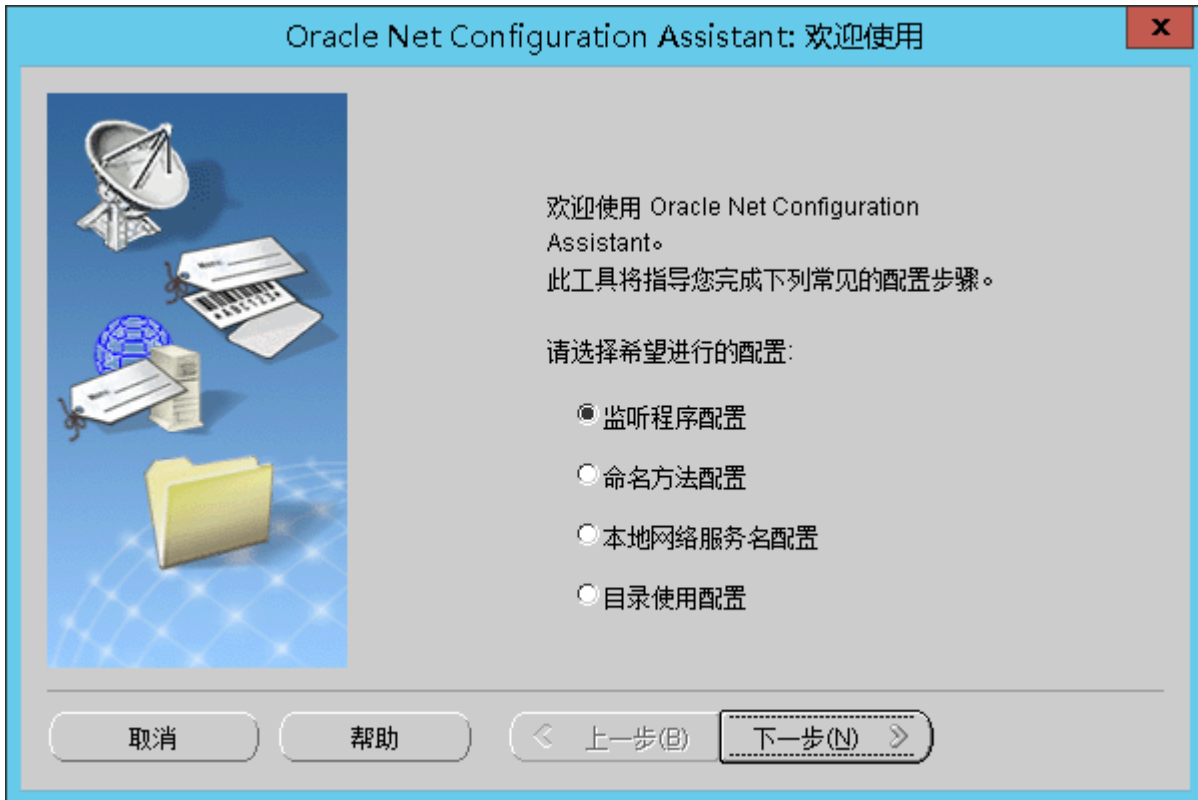 Oracle Net Configuration Assistant: 欢迎使用
欢迎使用 Oracle Net Configuration
Assistant。
此工具将指导您完成下列常见的配置步骤。
请选择希望进行的配置:
监听程序配置
命名方法配置
本地网络服务名配置
目录使用配置
取消
帮助
上一步(B)
下一步(N)